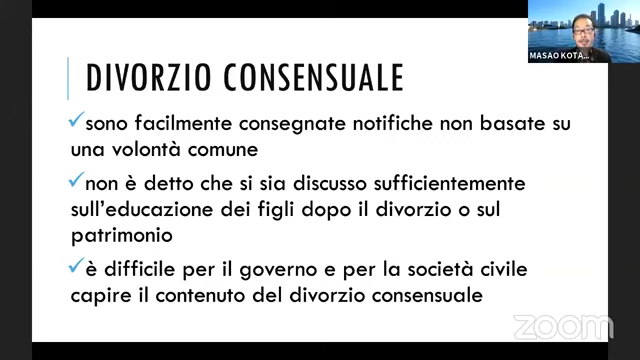 MASAO KOTA...
DIVORZIO CONSENSUALE
✓sono facilmente consegnate notifiche non basate su
una volontà comune
✓non è detto che si sia discusso sufficientemente
sull'educazione dei figli dopo il divorzio o sul
patrimonio
✓è difficile per il governo e per la società civile
capire il contenuto del divorzio consensuale
zoom